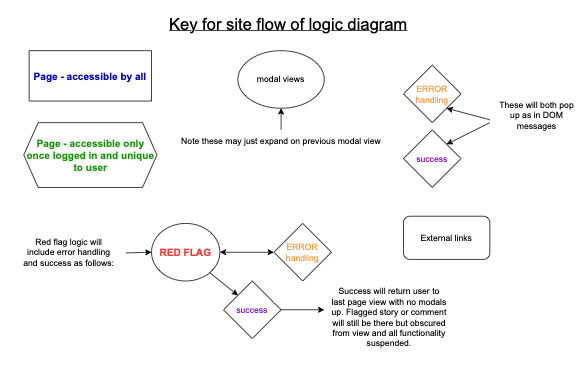 Key for site flow of logic diagram
Page - accessible by all
modal views
ERROR
handling
These will both pop
up as in DOM
messages
Page - accessible only
once logged in and unique
to user
Note these may just expand on previous modal view
success
External links
Red flag logic will
include error handling
and success as follows:
RED FLAG
ERROR
handling
success
Success will return user to
last page view with no modals
up. Flagged story or comment
will still be there but obscured
from view and all functionality
suspended.